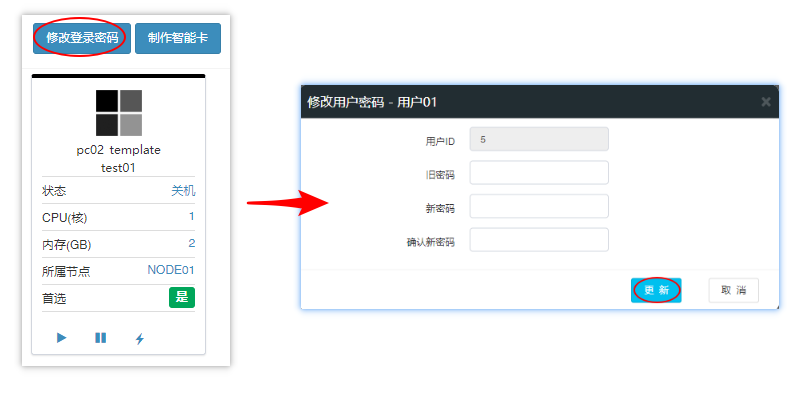 修改登录密码 制作智能卡
pc02 template
test01
状态 关机
CPU(核) 1
内存(GB) 2
所属节点 NODE01
首选 是
修改用户密码 - 用户01 ×
用户ID 5
旧密码
新密码
确认新密码
更 新 取 消